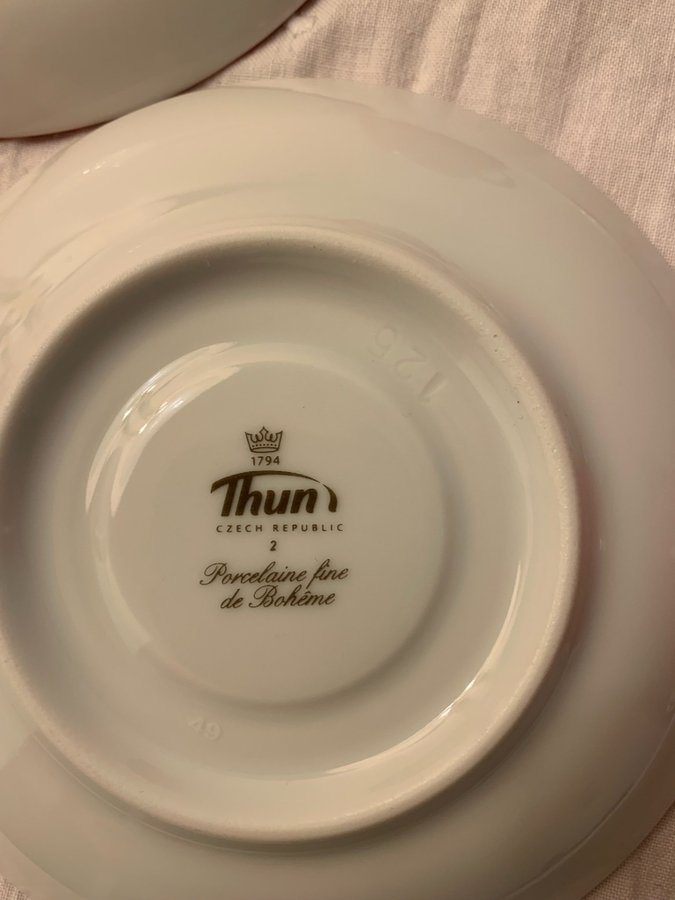 125
1794
Thun
CZECH REPUBLIC
2
Porcelaine fine
de Bohême
49